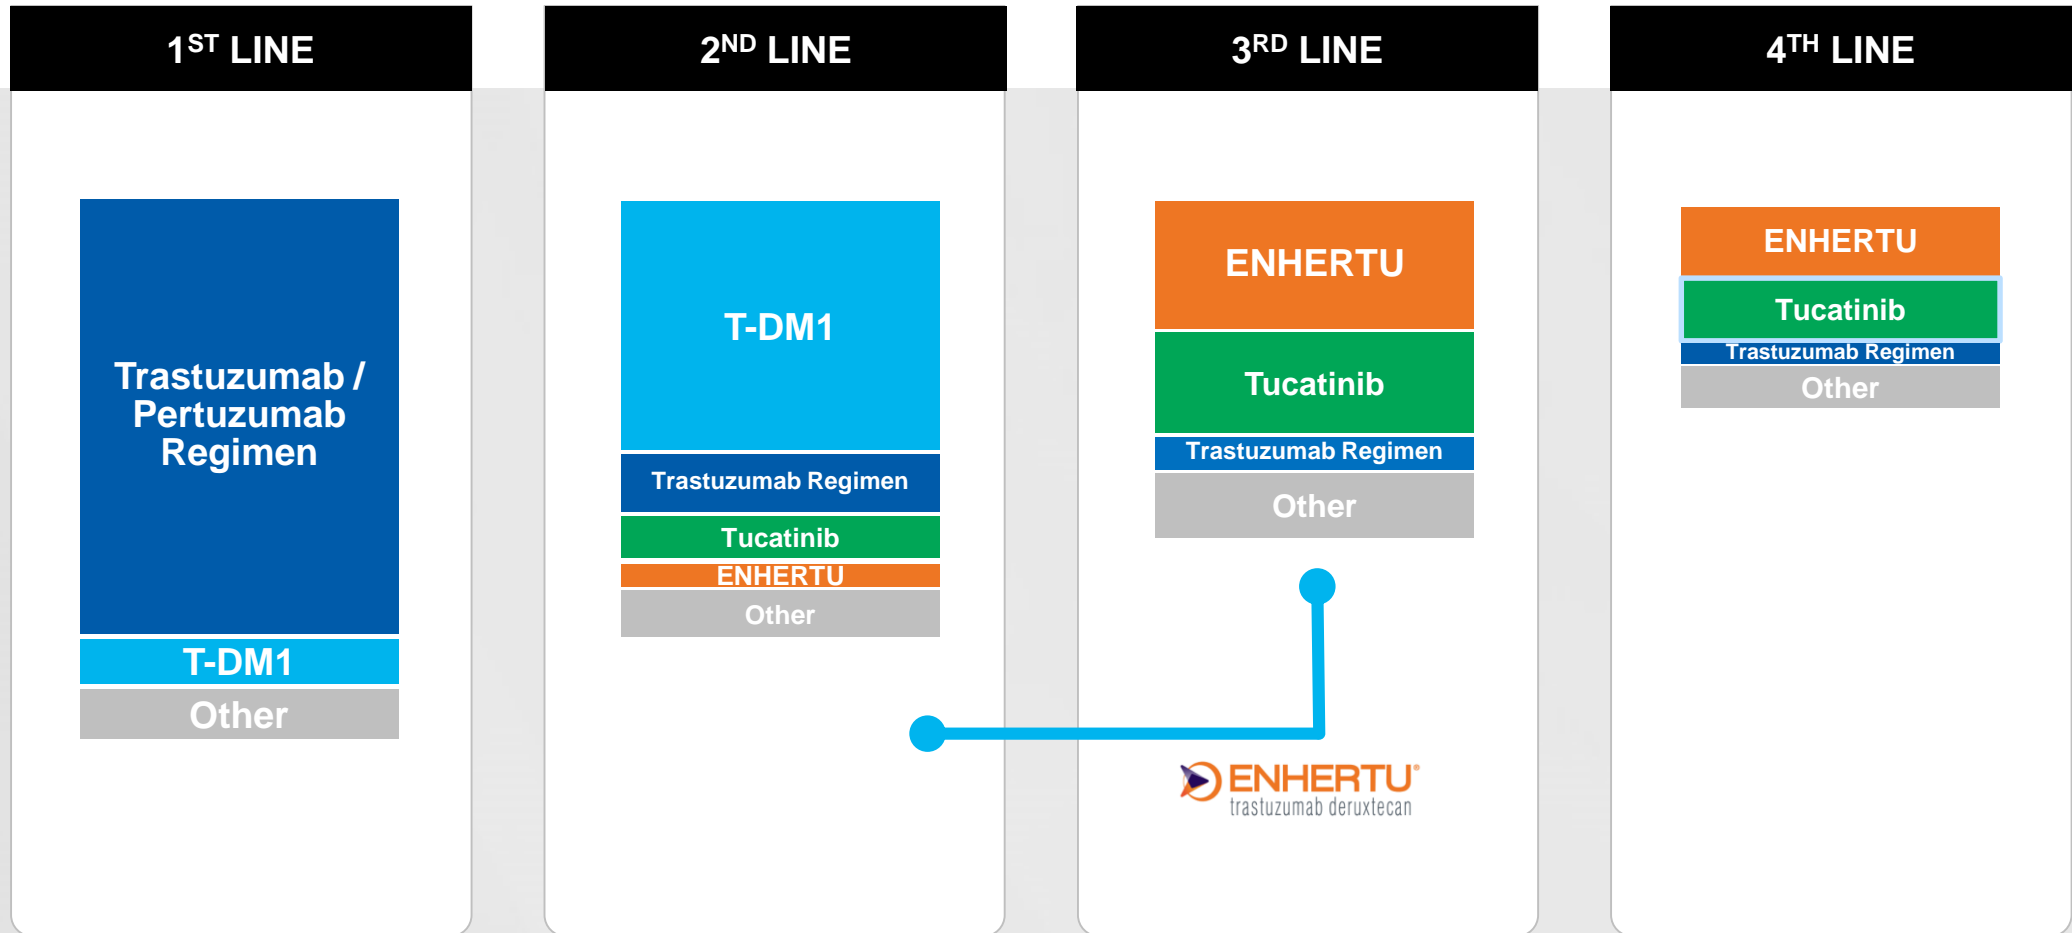 1ST LINE
Trastuzumab /
Pertuzumab
Regimen
T-DM1
Other
2ND LINE
T-DM1
Trastuzumab Regimen
Tucatinib
ENHERTU
Other
3RD LINE
ENHERTU
Tucatinib
Trastuzumab Regimen
Other
ENHERTU®
trastuzumab deruxtecan
4TH LINE
ENHERTU
Tucatinib
Trastuzumab Regimen
Other